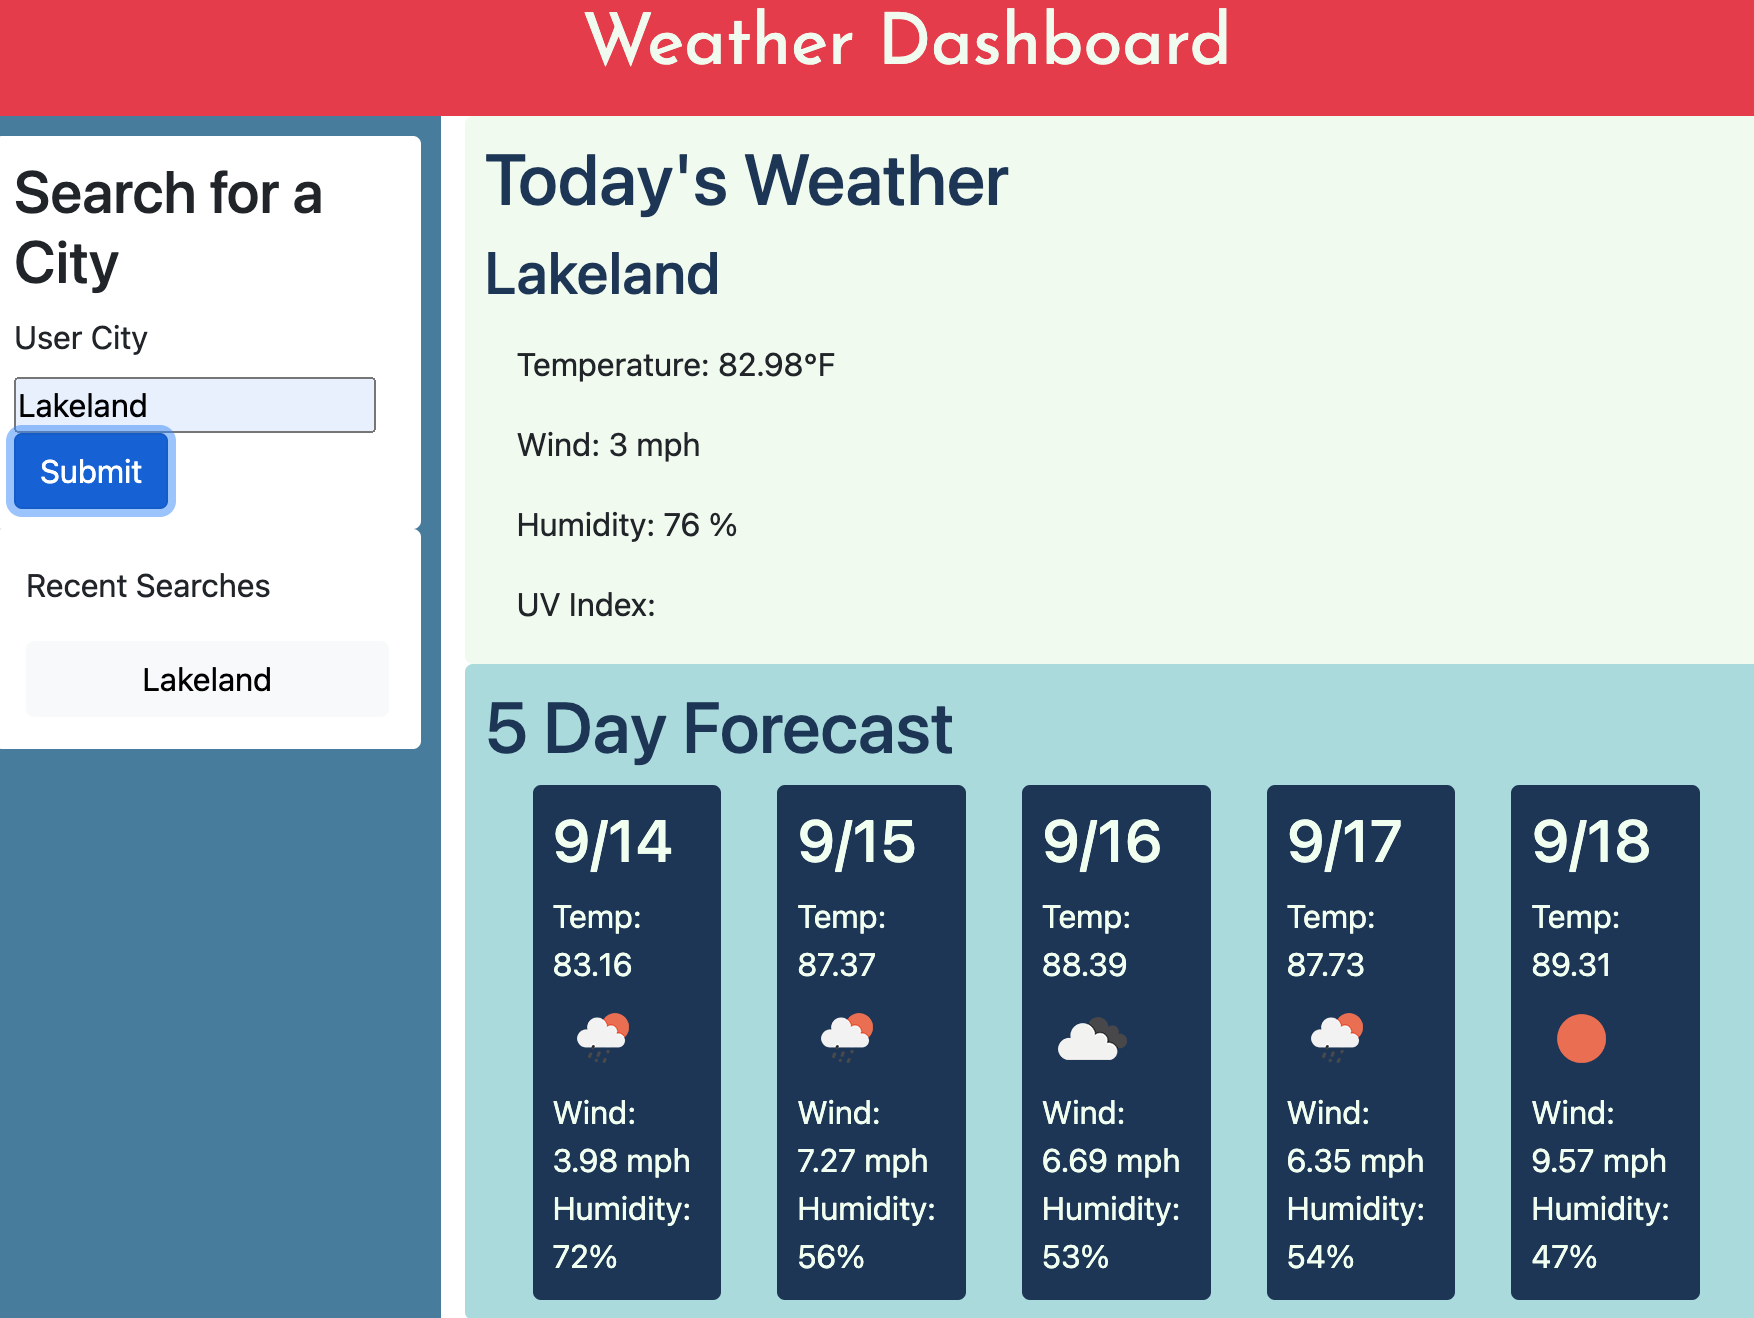 Weather Dashboard
Search for a
City
User City
Lakeland
Submit
Recent Searches
Lakeland
Today's Weather
Lakeland
Temperature: 82.98°F
Wind: 3 mph
Humidity: 76 %
UV Index:
5 Day Forecast
9/14
Temp:
83.16
Wind:
3.98 mph
Humidity:
72%
9/15
Temp:
87.37
Wind:
7.27 mph
Humidity:
56%
9/16
Temp:
88.39
Wind:
6.69 mph
Humidity:
53%
9/17
Temp:
87.73
Wind:
6.35 mph
Humidity:
54%
9/18
Temp:
89.31
Wind:
9.57 mph
Humidity:
47%